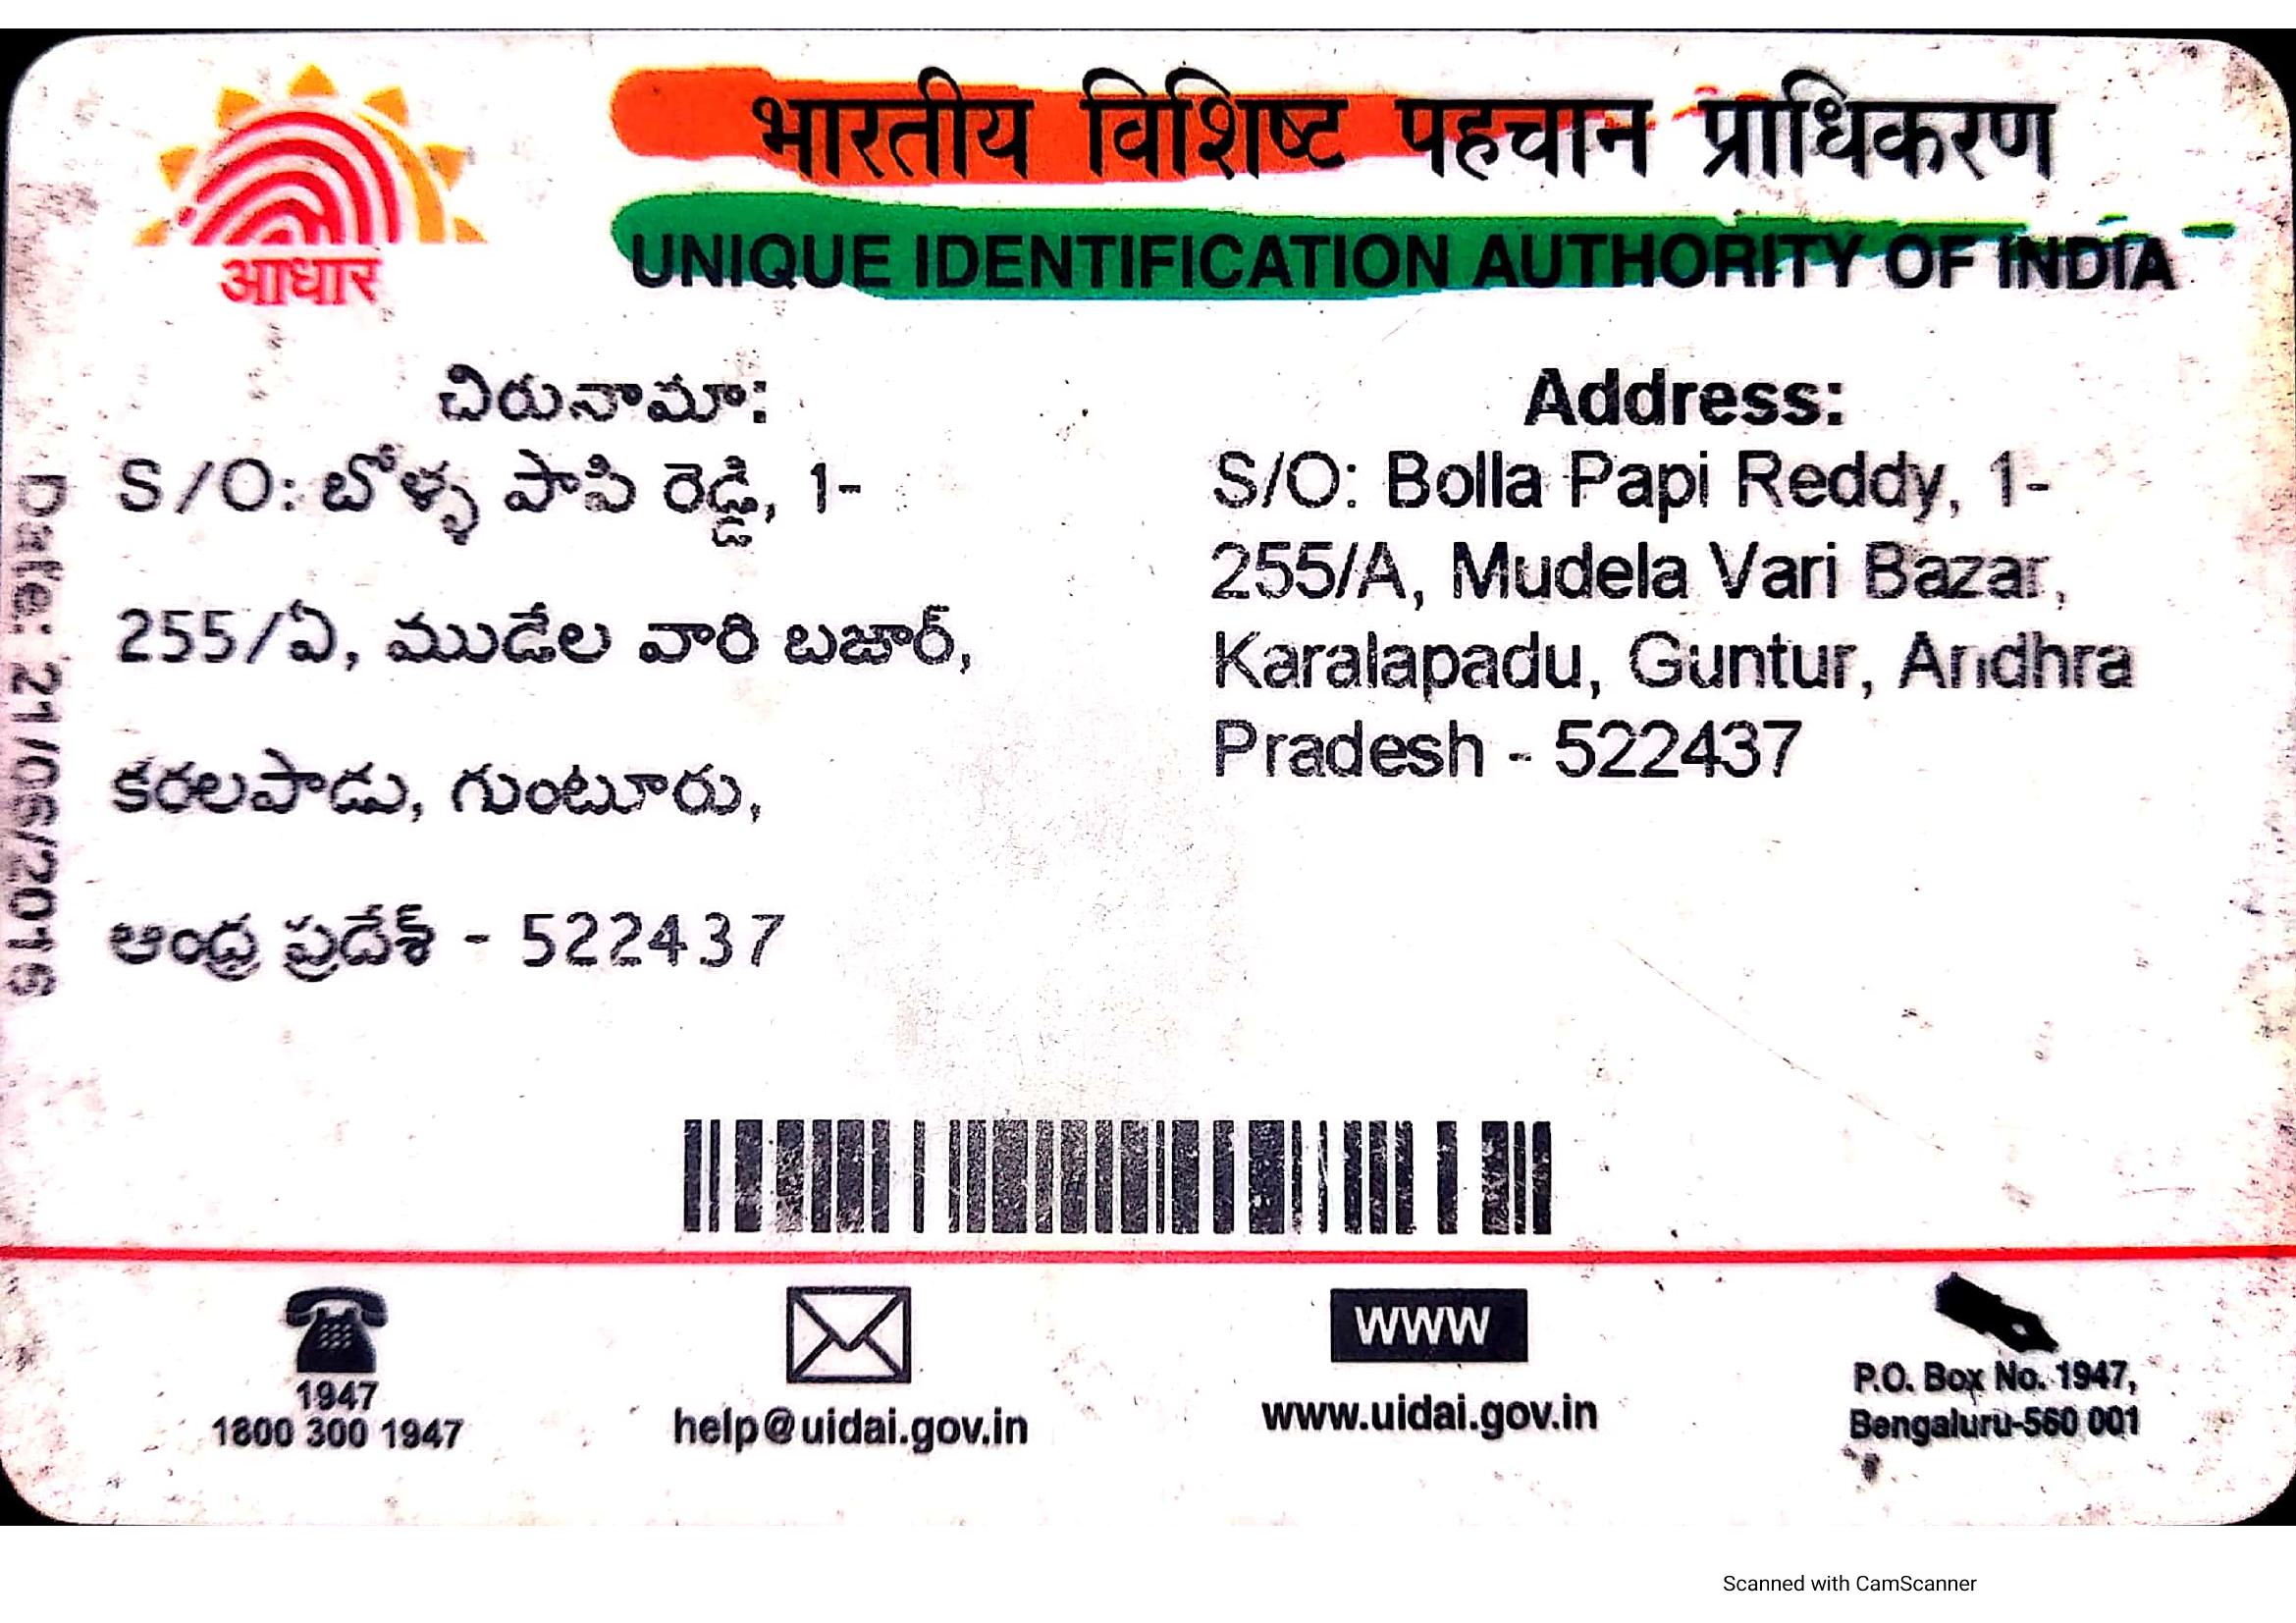 भारतीय विशिष्ट पहचान प्राधिकरण
UNIQUE IDENTIFICATION AUTHORITY OF INDIA
आधार
చిరునామా:
S/O: బోళ్ళ పాపి రెడ్డి, 1-
255/ఏ, ముడేల వారి బజార్,
కరలపాడు, గుంటూరు,
ఆంధ్ర ప్రదేశ్ - 522437
Address:
S/O: Bolla Papi Reddy, 1-
255/A, Mudela Vari Bazar,
Karalapadu, Guntur, Andhra
Pradesh - 522437
Date: 21/06/2016
1947
1800 300 1947
help@uidai.gov.in
WWW
www.uidai.gov.in
P.O. Box No. 1947,
Bengaluru-560 001
Scanned with CamScanner